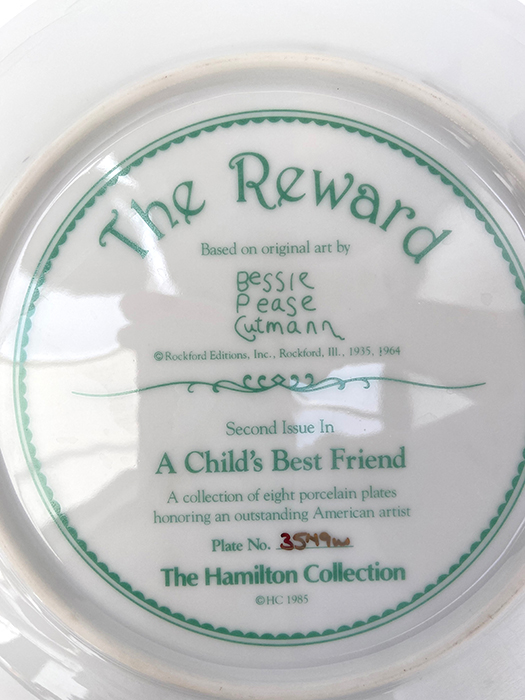 The Reward
Based on original art by
Bessie
Pease
Gutmann
©Rockford Editions, Inc., Rockford, Ill., 1935, 1964
Second Issue In
A Child's Best Friend
A collection of eight porcelain plates
honoring an outstanding American artist
Plate No. 3549w
The Hamilton Collection
©HC 1985